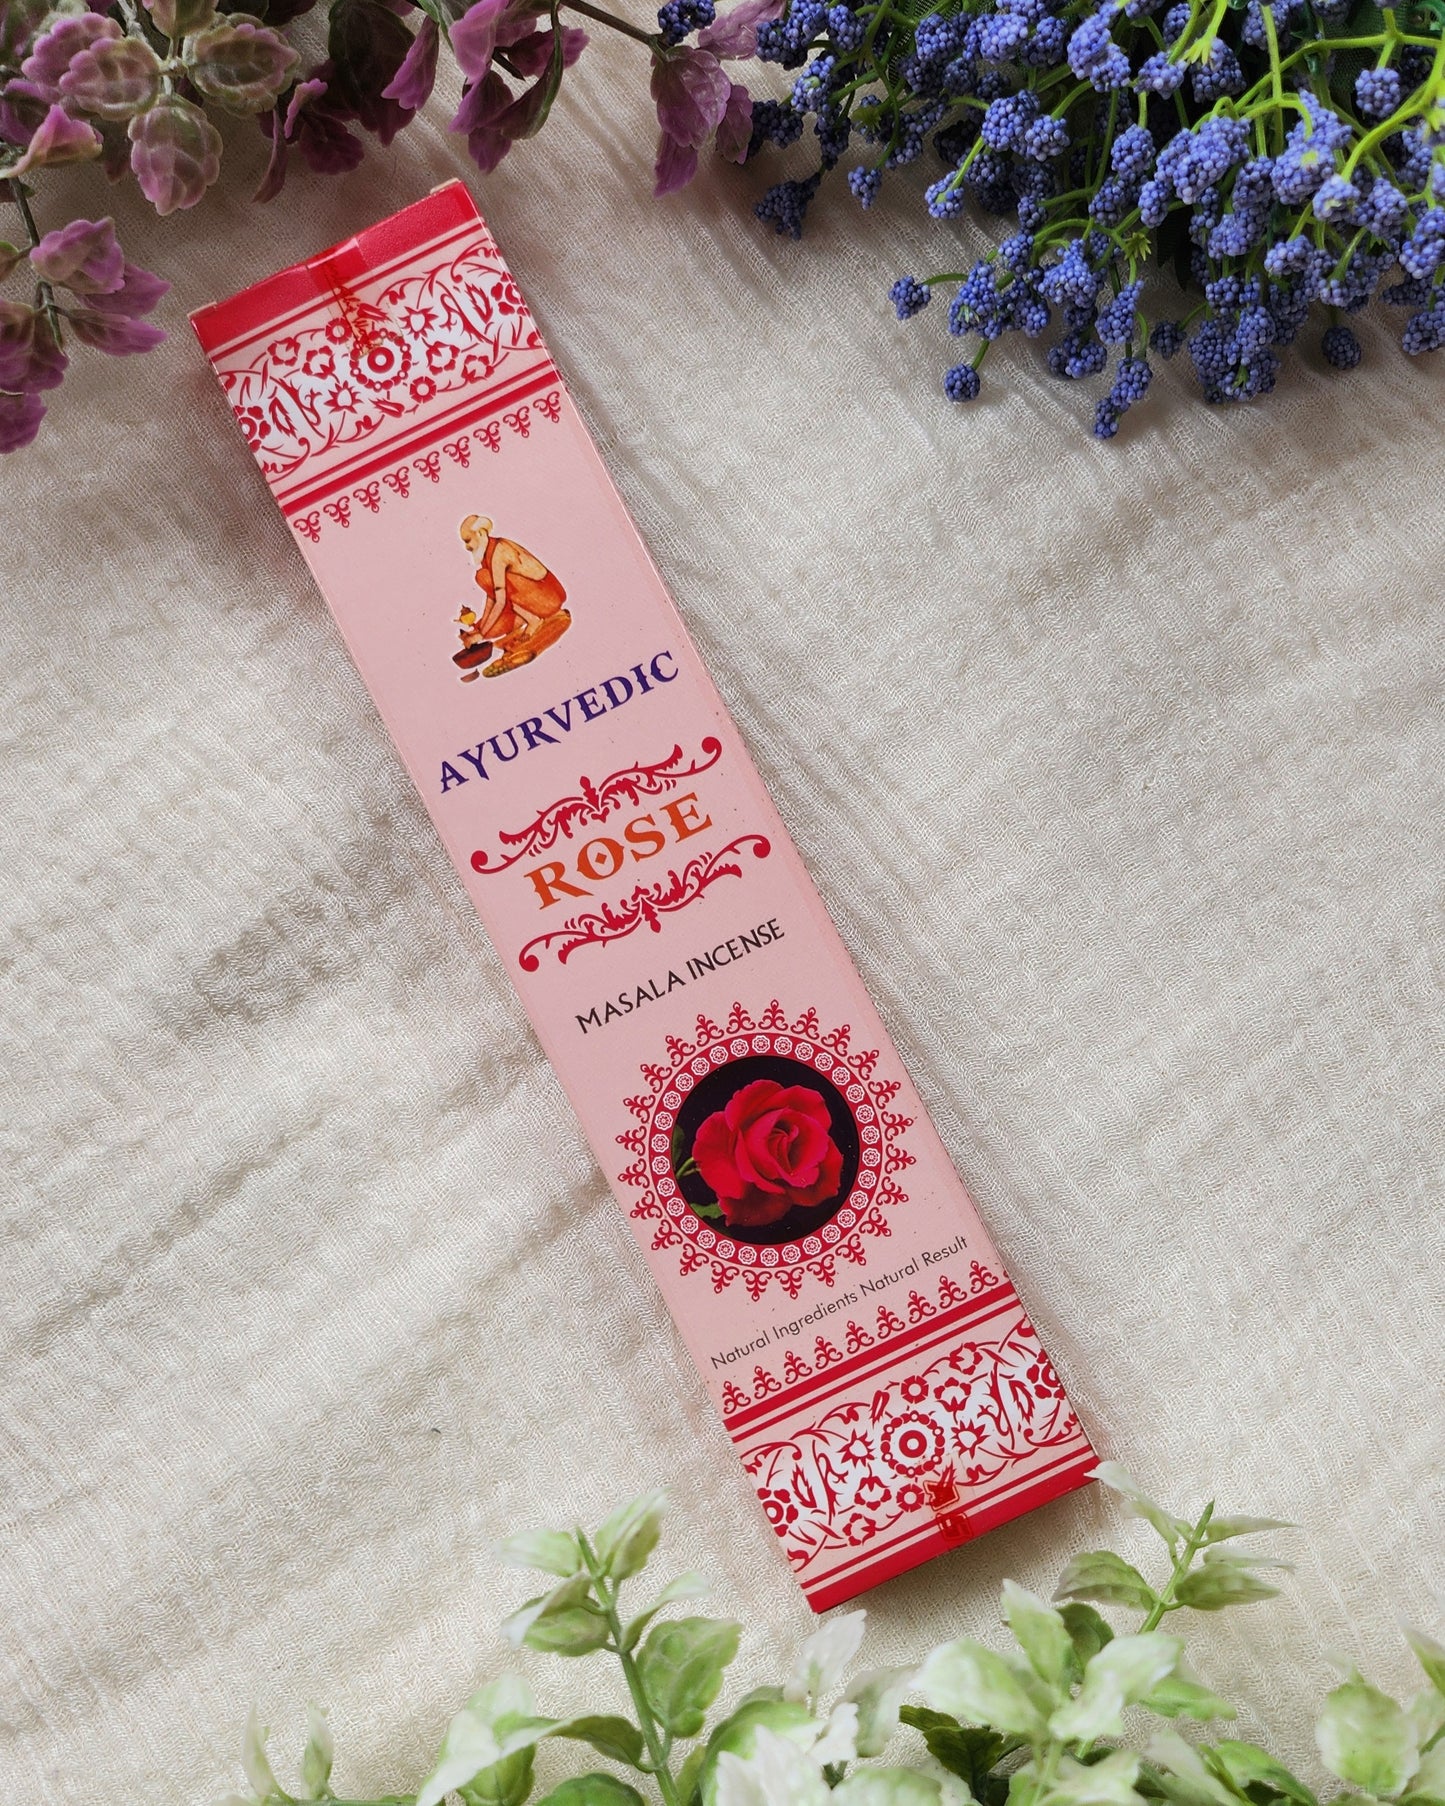 AYURVEDIC
ROSE
MASALA INCENSE
Natural Ingredients Natural Result